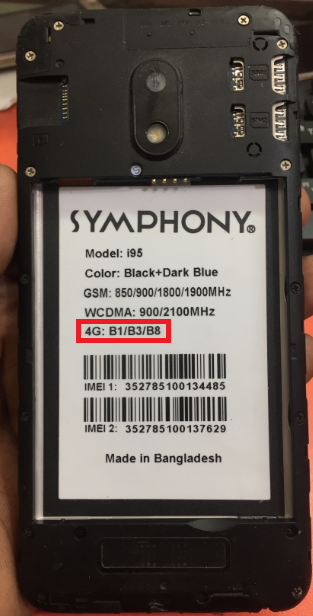 SYMPHONY®
Model: i95
Color: Black+Dark Blue
GSM: 850/900/1800/1900MHz
WCDMA: 900/2100MHz
4G: B1/B3/B8
IMEI 1: 352785100134485
IMEI 2: 352785100137629
Made in Bangladesh